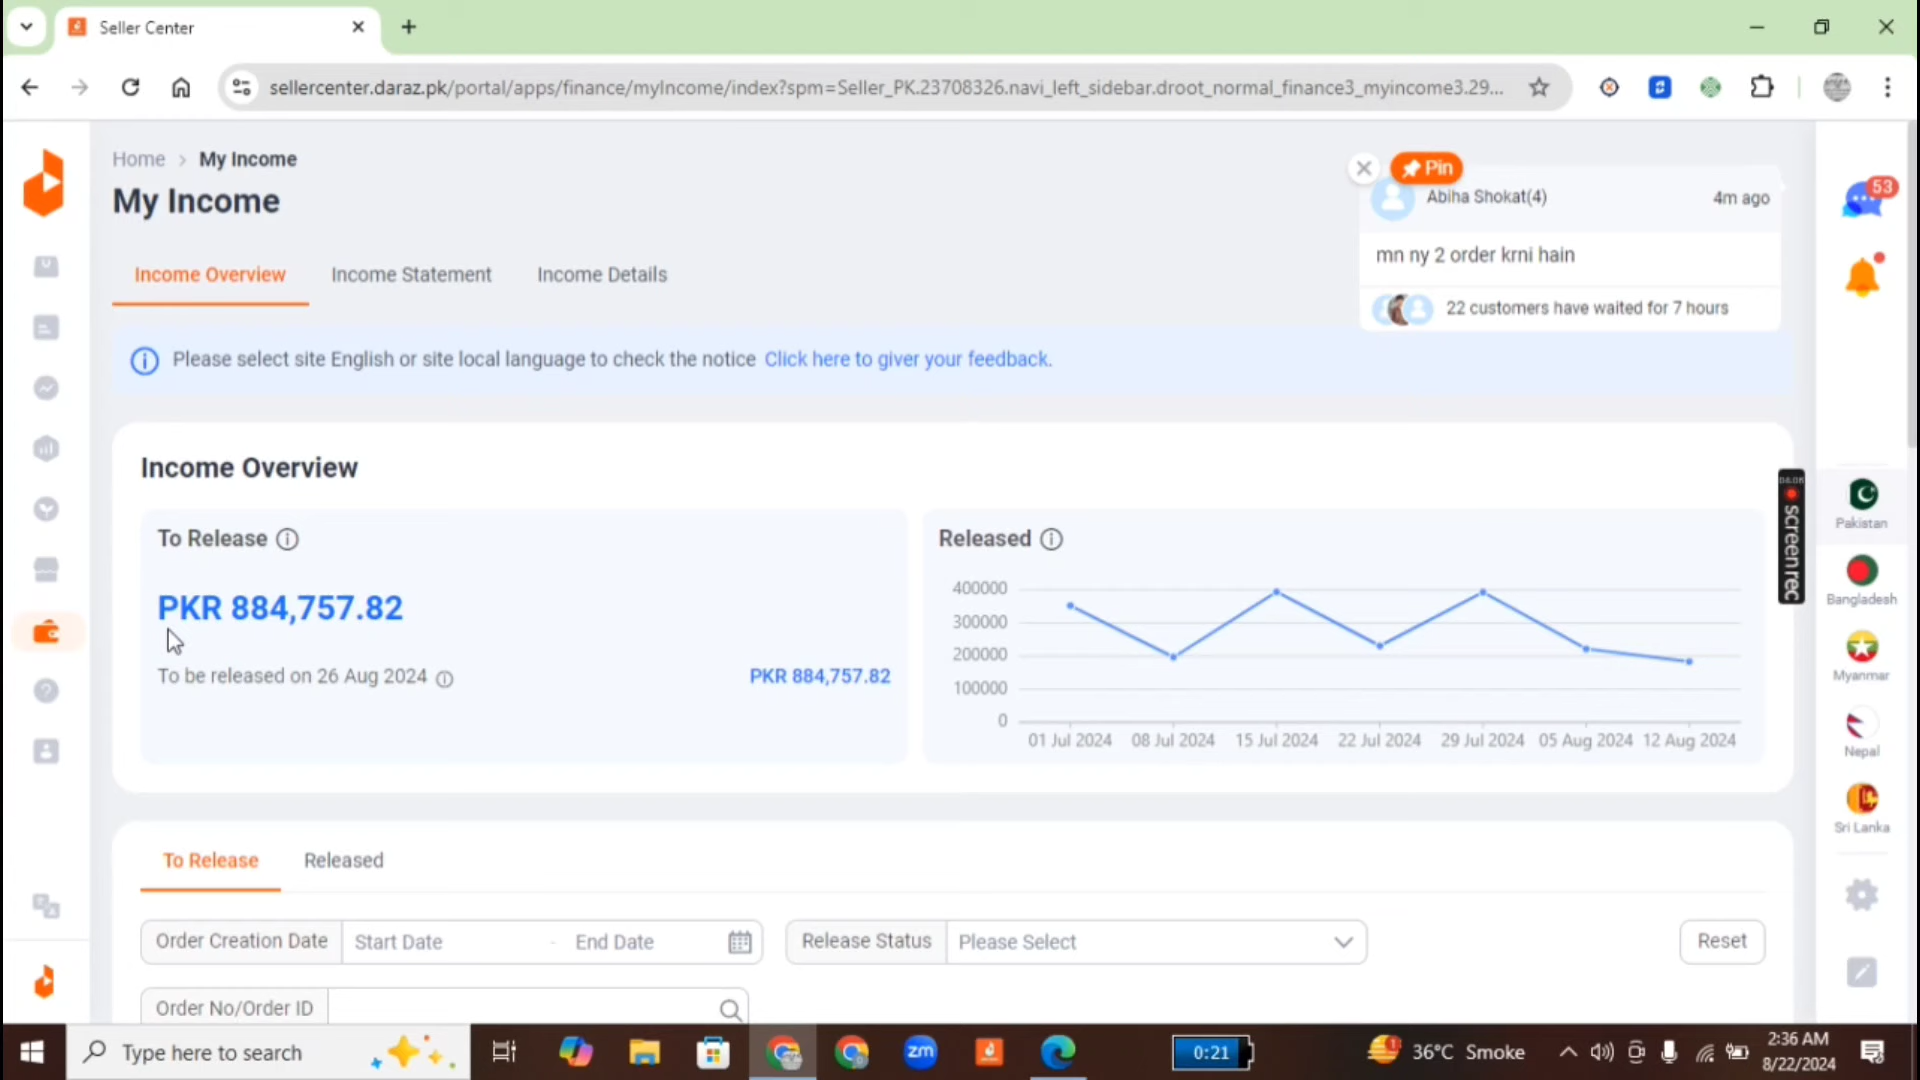 Seller Center
sellercenter.daraz.pk/portal/apps/finance/myIncome/index?spm=Seller_PK.23708326.navi_left_sidebar.droot_normal_finance3_myincome3.29...
Home > My Income
My Income
Pin
Abiha Shokat(4)
4m ago
mn ny 2 order krni hain
22 customers have waited for 7 hours
53
Income Overview
Income Statement
Income Details
Please select site English or site local language to check the notice Click here to giver your feedback.
Income Overview
To Release
PKR 884,757.82
To be released on 26 Aug 2024
PKR 884,757.82
Released
400000
300000
200000
100000
0
01 Jul 2024
08 Jul 2024
15 Jul 2024
22 Jul 2024
29 Jul 2024
05 Aug 2024
12 Aug 2024
screenrec
Pakistan
Bangladesh
Myanmar
Nepal
Sri Lanka
To Release
Released
Order Creation Date
Start Date
-
End Date
Release Status
Please Select
Reset
Order No/Order ID
Type here to search
zm
0:21
1
36°C Smoke
2:36 AM
8/22/2024